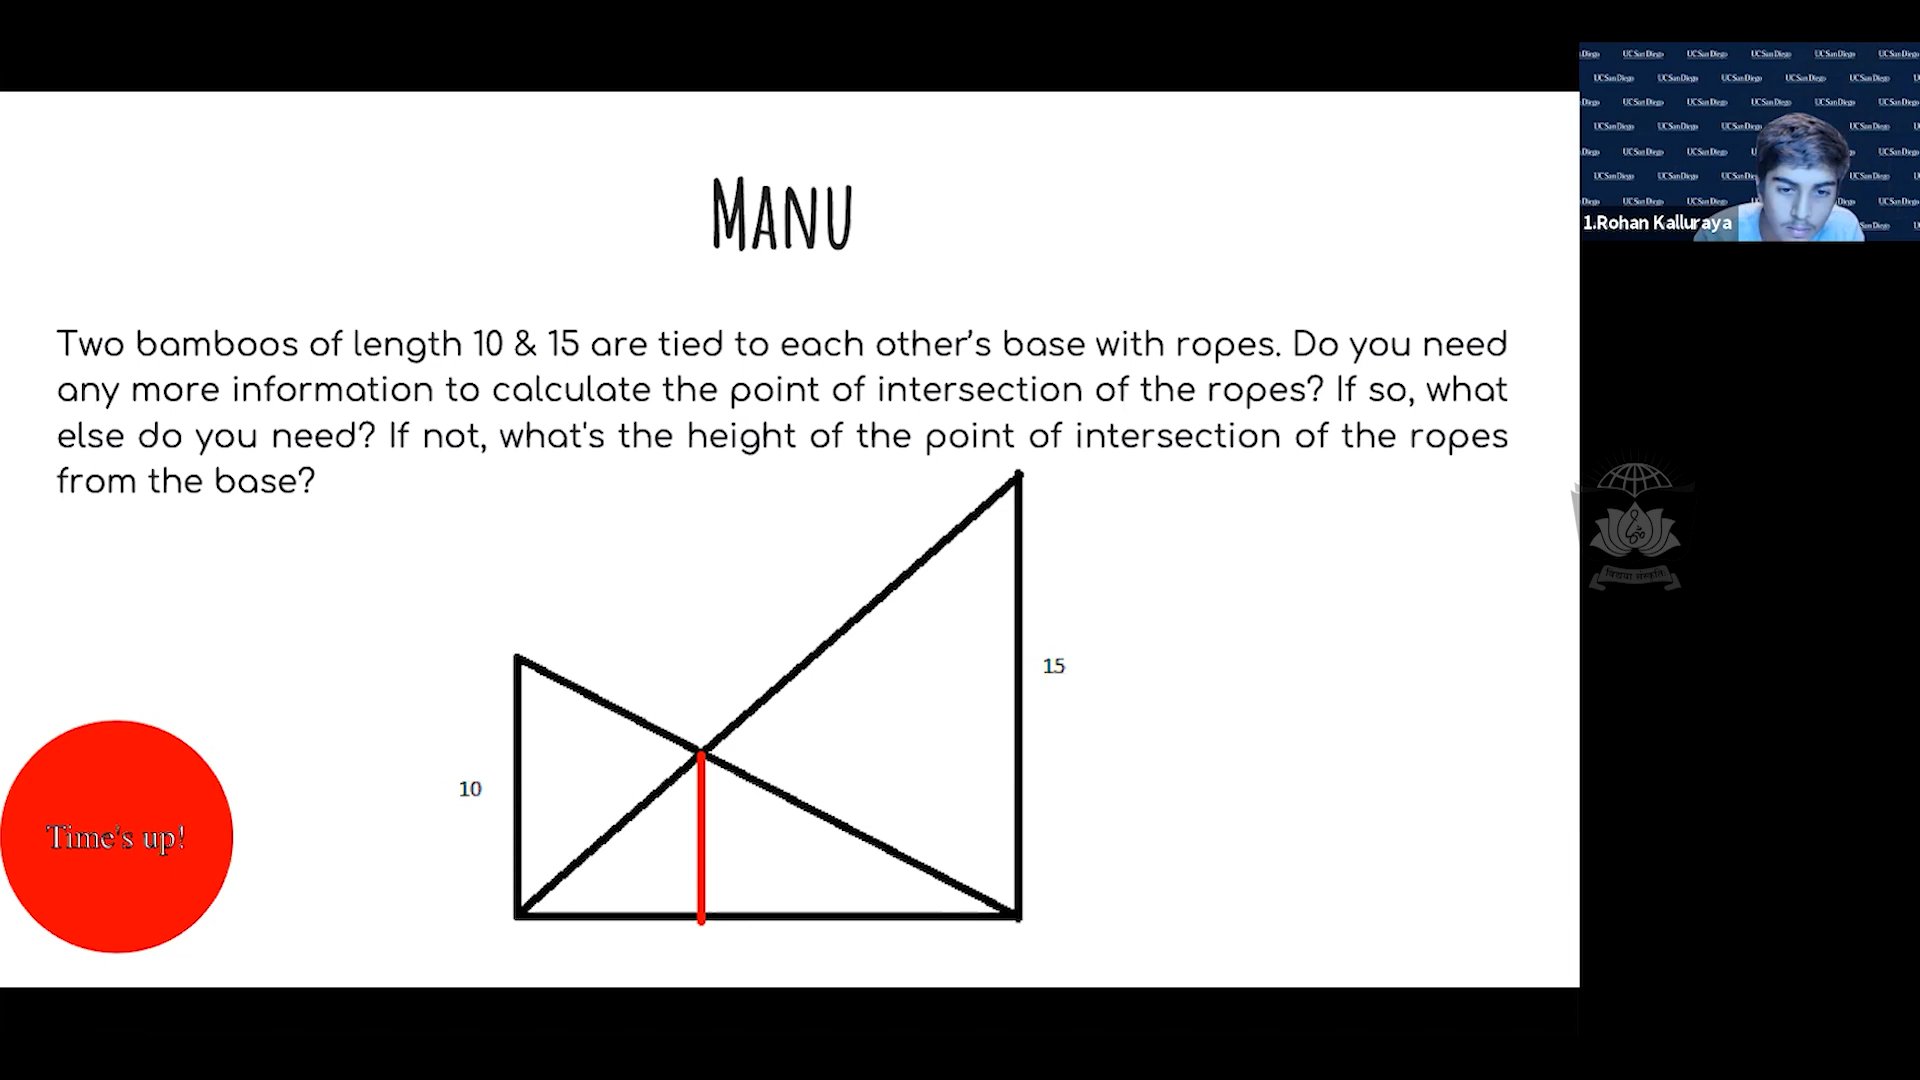 MANU
Two bamboos of length 10 & 15 are tied to each other's base with ropes. Do you need
any more information to calculate the point of intersection of the ropes? If so, what
else do you need? If not, what's the height of the point of intersection of the ropes
from the base?
15
10
Time's up!
1.Rohan Kalluraya
UC San Diego